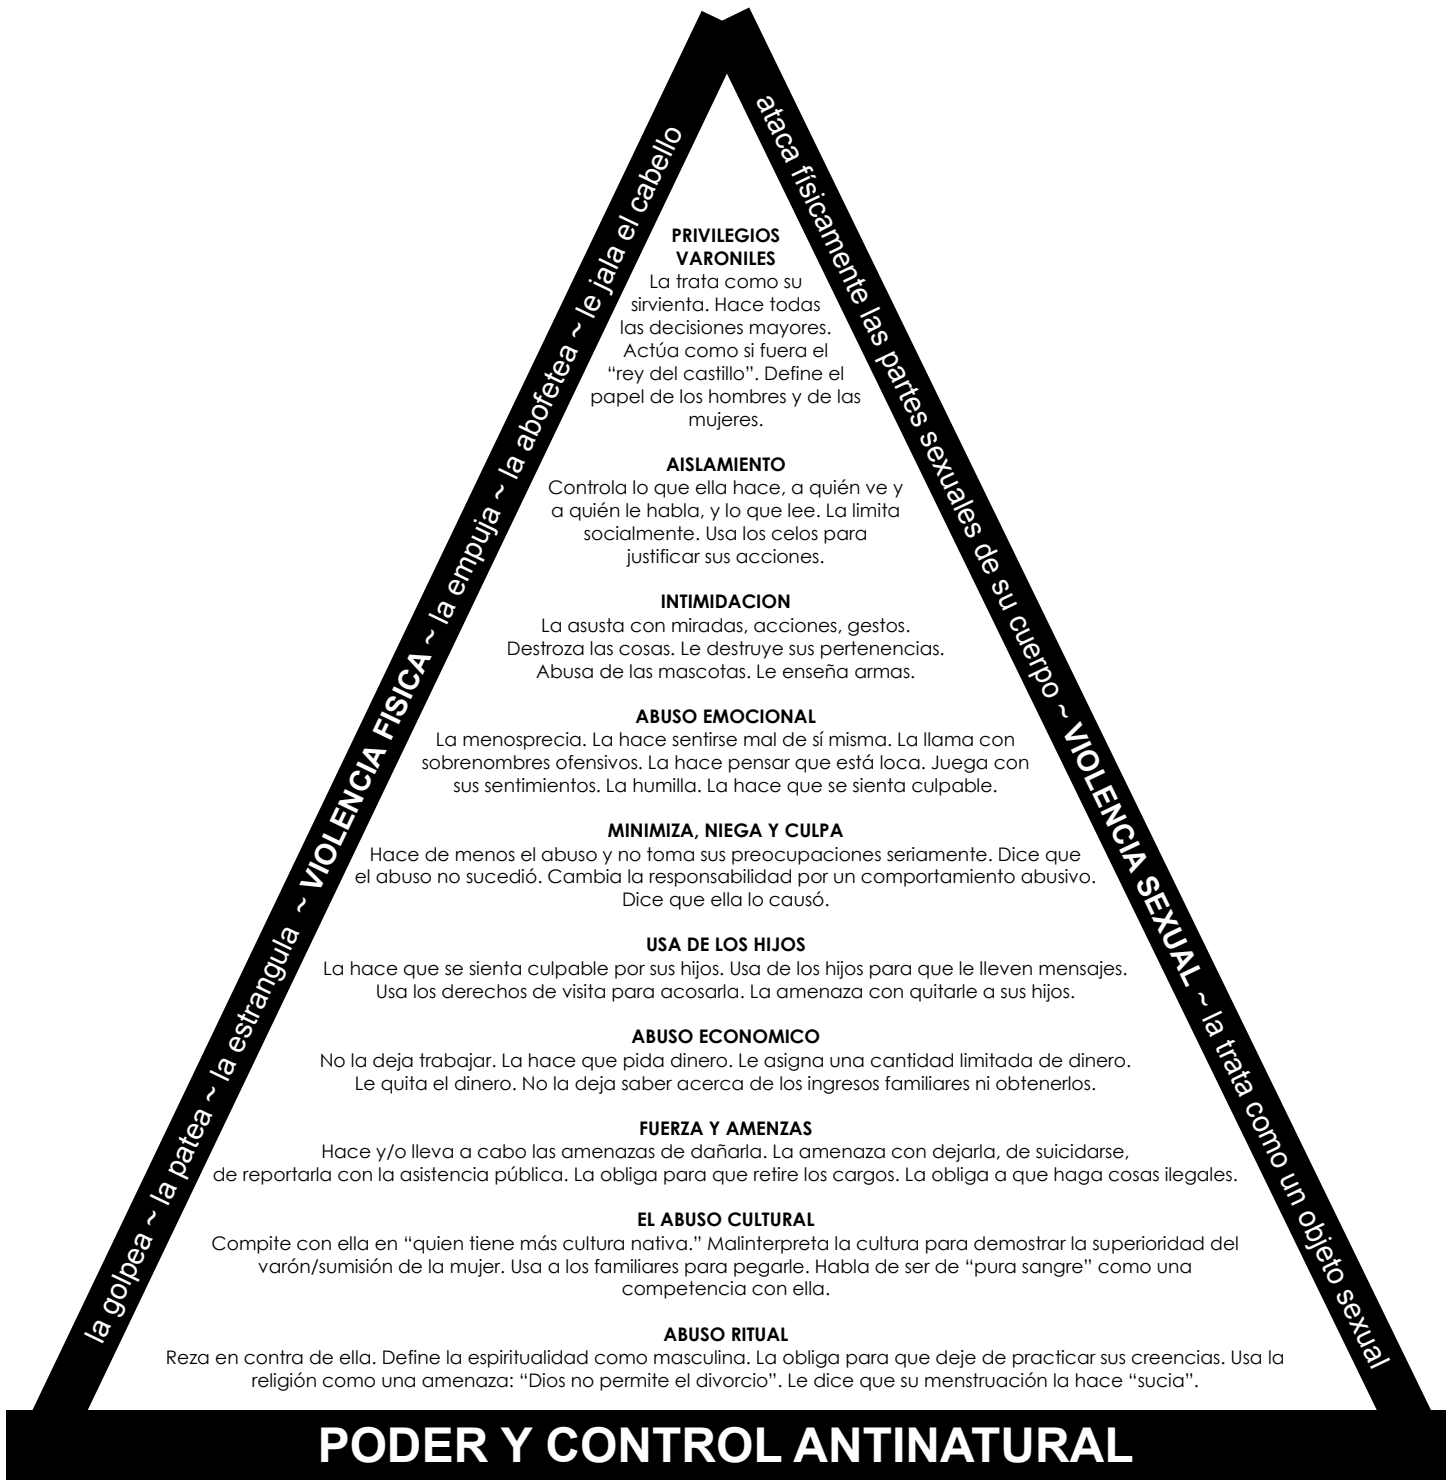 la golpea ~ la patea ~ la estrangula ~ VIOLENCIA FISICA ~ la empuja ~ la abofetea ~ le jala el cabello
ataca físicamente las partes sexuales de su cuerpo ~ VIOLENCIA SEXUAL ~ la trata como un objeto sexual
PRIVILEGIOS
VARONILES
La trata como su
sirvienta. Hace todas
las decisiones mayores.
Actúa como si fuera el
“rey del castillo”. Define el
papel de los hombres y de las
mujeres.
AISLAMIENTO
Controla lo que ella hace, a quién ve y
a quién le habla, y lo que lee. La limita
socialmente. Usa los celos para
justificar sus acciones.
INTIMIDACION
La asusta con miradas, acciones, gestos.
Destroza las cosas. Le destruye sus pertenencias.
Abusa de las mascotas. Le enseña armas.
ABUSO EMOCIONAL
La menosprecia. La hace sentirse mal de sí misma. La llama con
sobrenombres ofensivos. La hace pensar que está loca. Juega con
sus sentimientos. La humilla. La hace que se sienta culpable.
MINIMIZA, NIEGA Y CULPA
Hace de menos el abuso y no toma sus preocupaciones seriamente. Dice que
el abuso no sucedió. Cambia la responsabilidad por un comportamiento abusivo.
Dice que ella lo causó.
USA DE LOS HIJOS
La hace que se sienta culpable por sus hijos. Usa de los hijos para que le lleven mensajes.
Usa los derechos de visita para acosarla. La amenaza con quitarle a sus hijos.
ABUSO ECONOMICO
No la deja trabajar. La hace que pida dinero. Le asigna una cantidad limitada de dinero.
Le quita el dinero. No la deja saber acerca de los ingresos familiares ni obtenerlos.
FUERZA Y AMENZAS
Hace y/o lleva a cabo las amenazas de dañarla. La amenaza con dejarla, de suicidarse,
de reportarla con la asistencia pública. La obliga para que retire los cargos. La obliga a que haga cosas ilegales.
EL ABUSO CULTURAL
Compite con ella en “quien tiene más cultura nativa.” Malinterpreta la cultura para demostrar la superioridad del
varón/sumisión de la mujer. Usa a los familiares para pegarle. Habla de ser de “pura sangre” como una
competencia con ella.
ABUSO RITUAL
Reza en contra de ella. Define la espiritualidad como masculina. La obliga para que deje de practicar sus creencias. Usa la
religión como una amenaza: “Dios no permite el divorcio”. Le dice que su menstruación la hace “sucia”.
PODER Y CONTROL ANTINATURAL